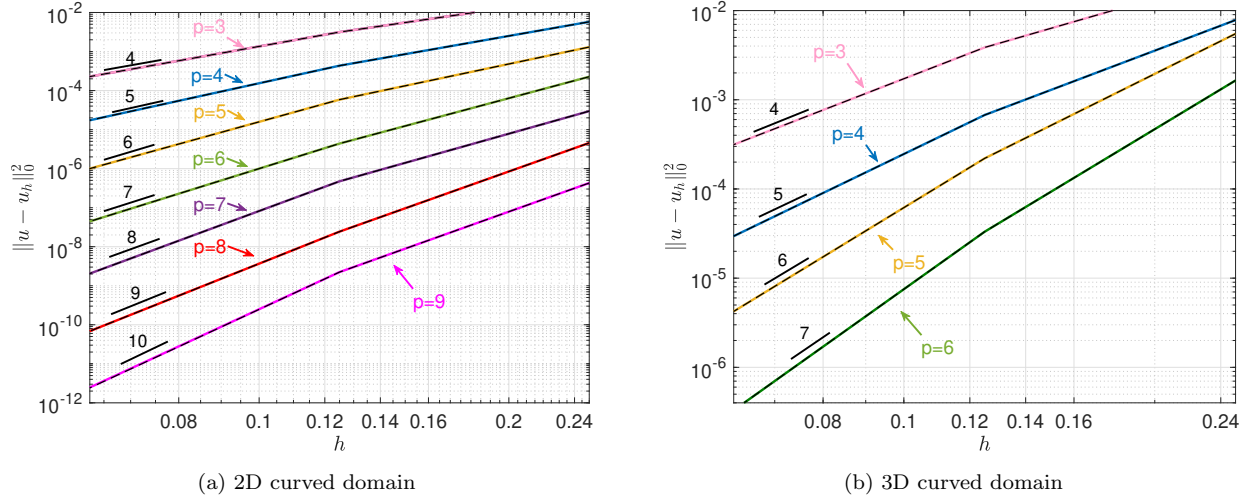 10^-2
10^-4
10^-6
10^-8
10^-10
10^-12
‖u − u_h‖_0^2
p=3
p=4
p=5
p=6
p=7
p=8
p=9
4
5
6
7
8
9
10
0.08 0.1 0.12 0.14 0.16 0.2 0.24
h
(a) 2D curved domain
10^-2
10^-3
10^-4
10^-5
10^-6
‖u − u_h‖_0^2
p=3
p=4
p=5
p=6
4
5
6
7
0.08 0.1 0.12 0.14 0.16 0.24
h
(b) 3D curved domain